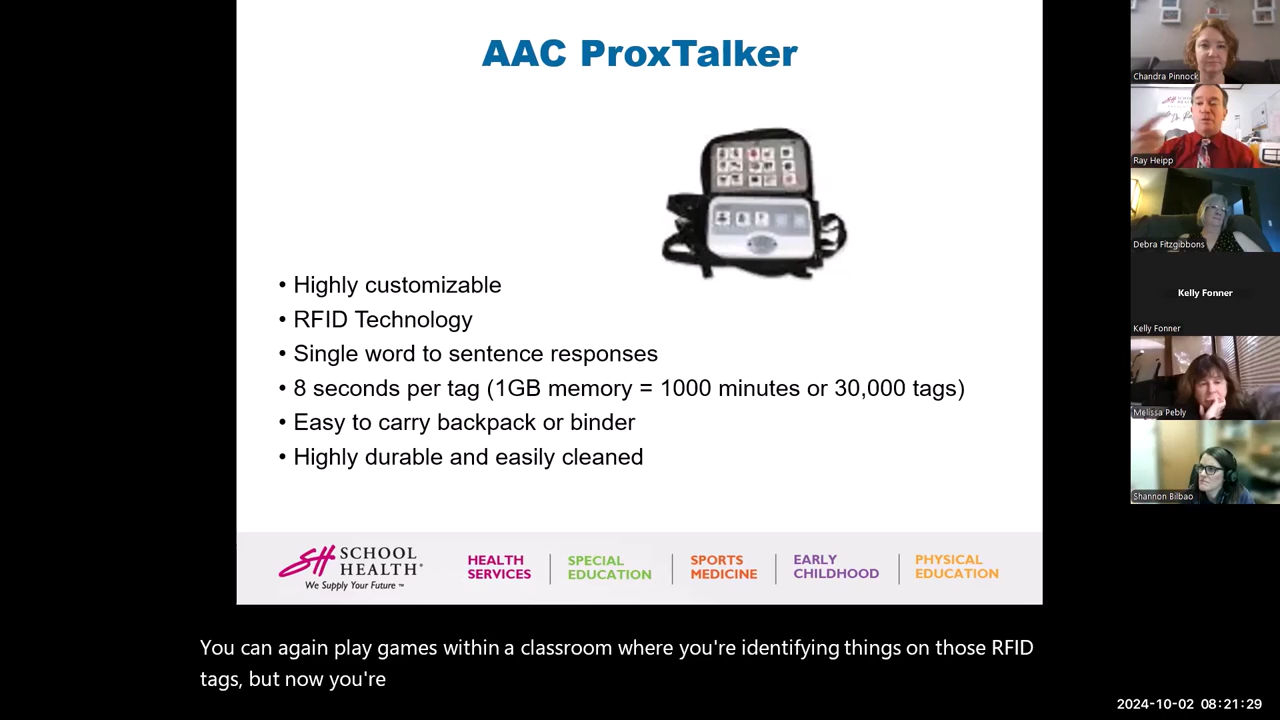 AAC ProxTalker
• Highly customizable
• RFID Technology
• Single word to sentence responses
• 8 seconds per tag (1GB memory = 1000 minutes or 30,000 tags)
• Easy to carry backpack or binder
• Highly durable and easily cleaned
SH SCHOOL HEALTH®
We Supply Your Future ™
HEALTH SERVICES
SPECIAL EDUCATION
SPORTS MEDICINE
EARLY CHILDHOOD
PHYSICAL EDUCATION
Chandra Pinnock
Ray Heipp
Debra Fitzgibbons
Kelly Fonner
Kelly Fonner
Melissa Pebly
Shannon Bilbao
You can again play games within a classroom where you're identifying things on those RFID
tags, but now you're
2024-10-02 08:21:29